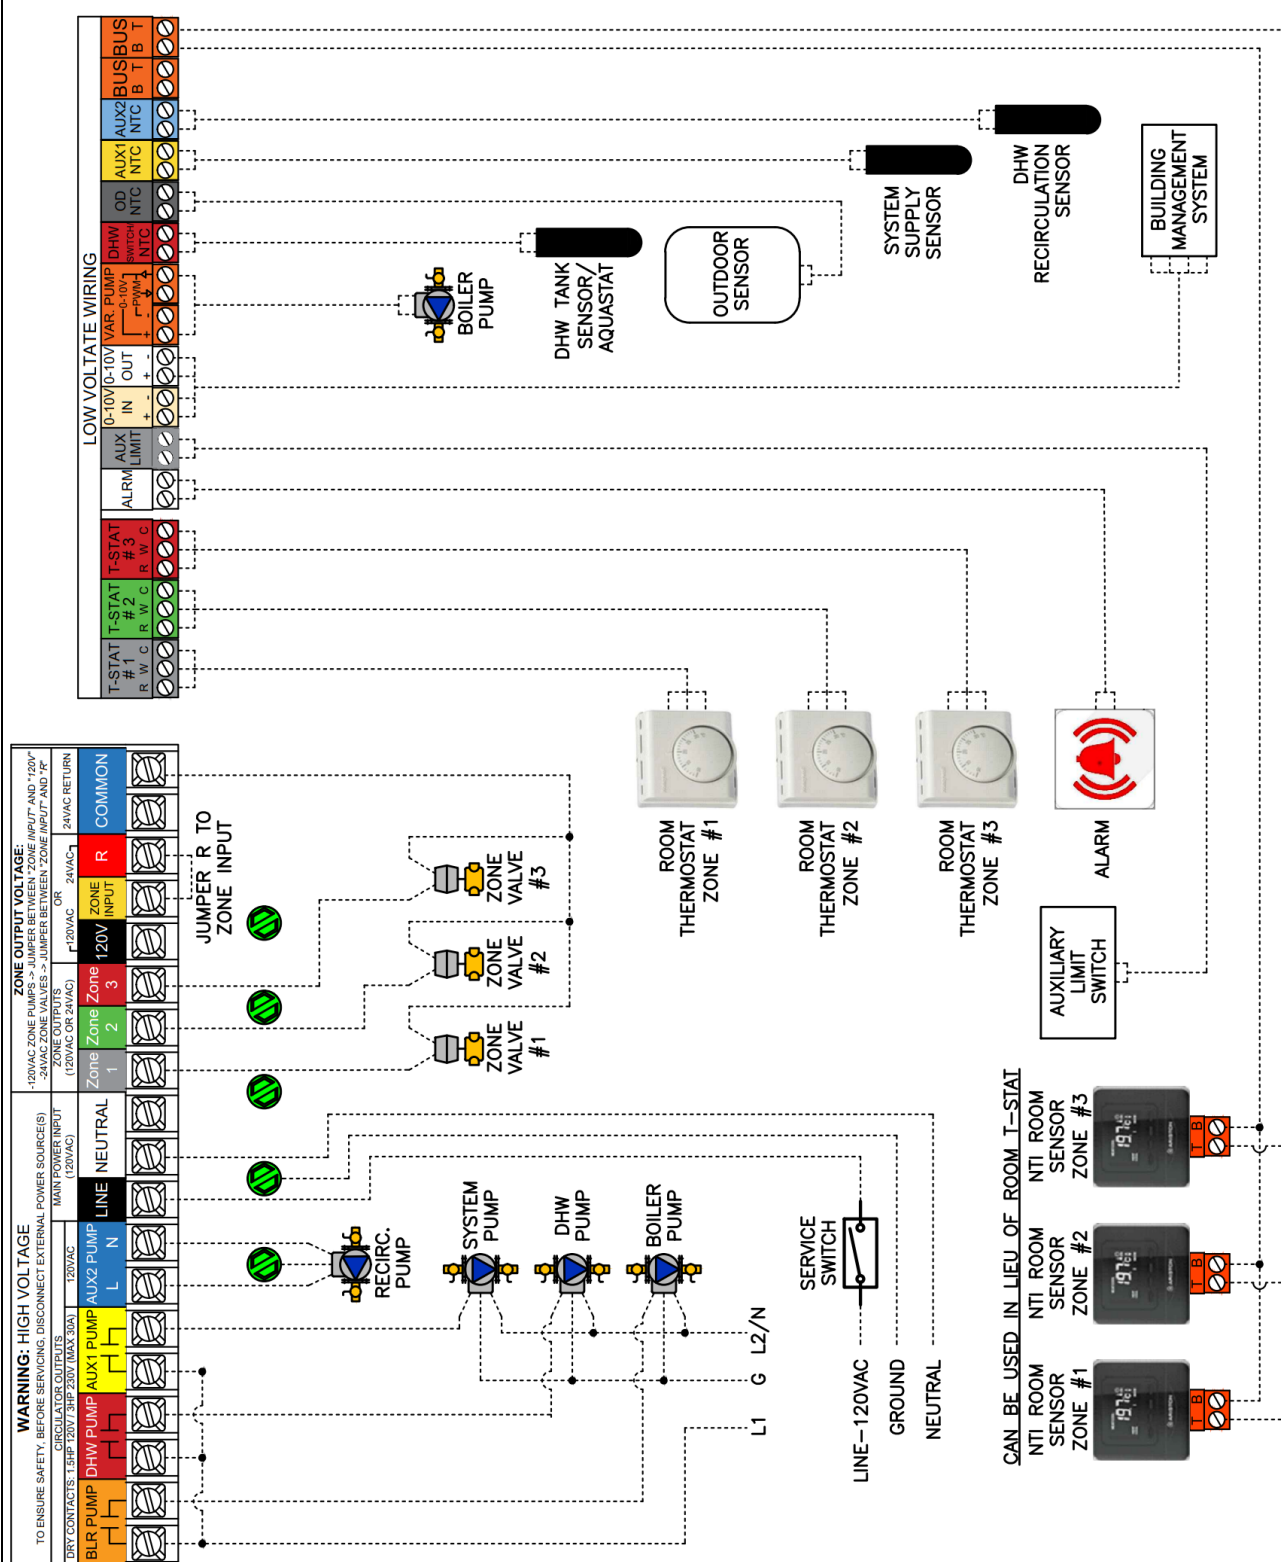 WARNING: HIGH VOLTAGE
TO ENSURE SAFETY, BEFORE SERVICING, DISCONNECT EXTERNAL POWER SOURCE(S)
CIRCULATOR OUTPUTS
DRY CONTACTS: 1.5HP 120V / 3HP 230V (MAX 30A)
120VAC
MAIN POWER INPUT
(120VAC)
ZONE OUTPUT VOLTAGE:
-120VAC ZONE PUMPS -> JUMPER BETWEEN "ZONE INPUT" AND "120V"
-24VAC ZONE VALVES -> JUMPER BETWEEN "ZONE INPUT" AND "R"
ZONE OUTPUTS
(120VAC OR 24VAC)
120VAC
OR
24VAC
24VAC RETURN
BLR PUMP
DHW PUMP
AUX1 PUMP
AUX2 PUMP
L N
LINE
NEUTRAL
Zone
1
Zone
2
Zone
3
120V
ZONE
INPUT
R
COMMON
LOW VOLTATE WIRING
T-STAT
# 1
R W C
T-STAT
# 2
R W C
T-STAT
# 3
R W C
ALRM
AUX
LIMIT
0-10V
IN
+ -
0-10V
OUT
+ -
VAR. PUMP
0-10V
PWM
+ -
DHW
SWITCH/
NTC
OD
NTC
AUX1
NTC
AUX2
NTC
BUS
B T
BUS
B T
JUMPER R TO
ZONE INPUT
RECIRC.
PUMP
SYSTEM
PUMP
DHW
PUMP
BOILER
PUMP
ZONE
VALVE
#1
ZONE
VALVE
#2
ZONE
VALVE
#3
BOILER
PUMP
DHW TANK
SENSOR/
AQUASTAT
OUTDOOR
SENSOR
SYSTEM
SUPPLY
SENSOR
DHW
RECIRCULATION
SENSOR
BUILDING
MANAGEMENT
SYSTEM
L1
G
L2/N
SERVICE
SWITCH
LINE-120VAC
GROUND
NEUTRAL
ROOM
THERMOSTAT
ZONE #1
ROOM
THERMOSTAT
ZONE #2
ROOM
THERMOSTAT
ZONE #3
ALARM
AUXILIARY
LIMIT
SWITCH
CAN BE USED IN LIEU OF ROOM T-STAT
NTI ROOM
SENSOR
ZONE #1
NTI ROOM
SENSOR
ZONE #2
NTI ROOM
SENSOR
ZONE #3
19.7
ARISTON
T B
19.7
ARISTON
T B
19.7
ARISTON
T B